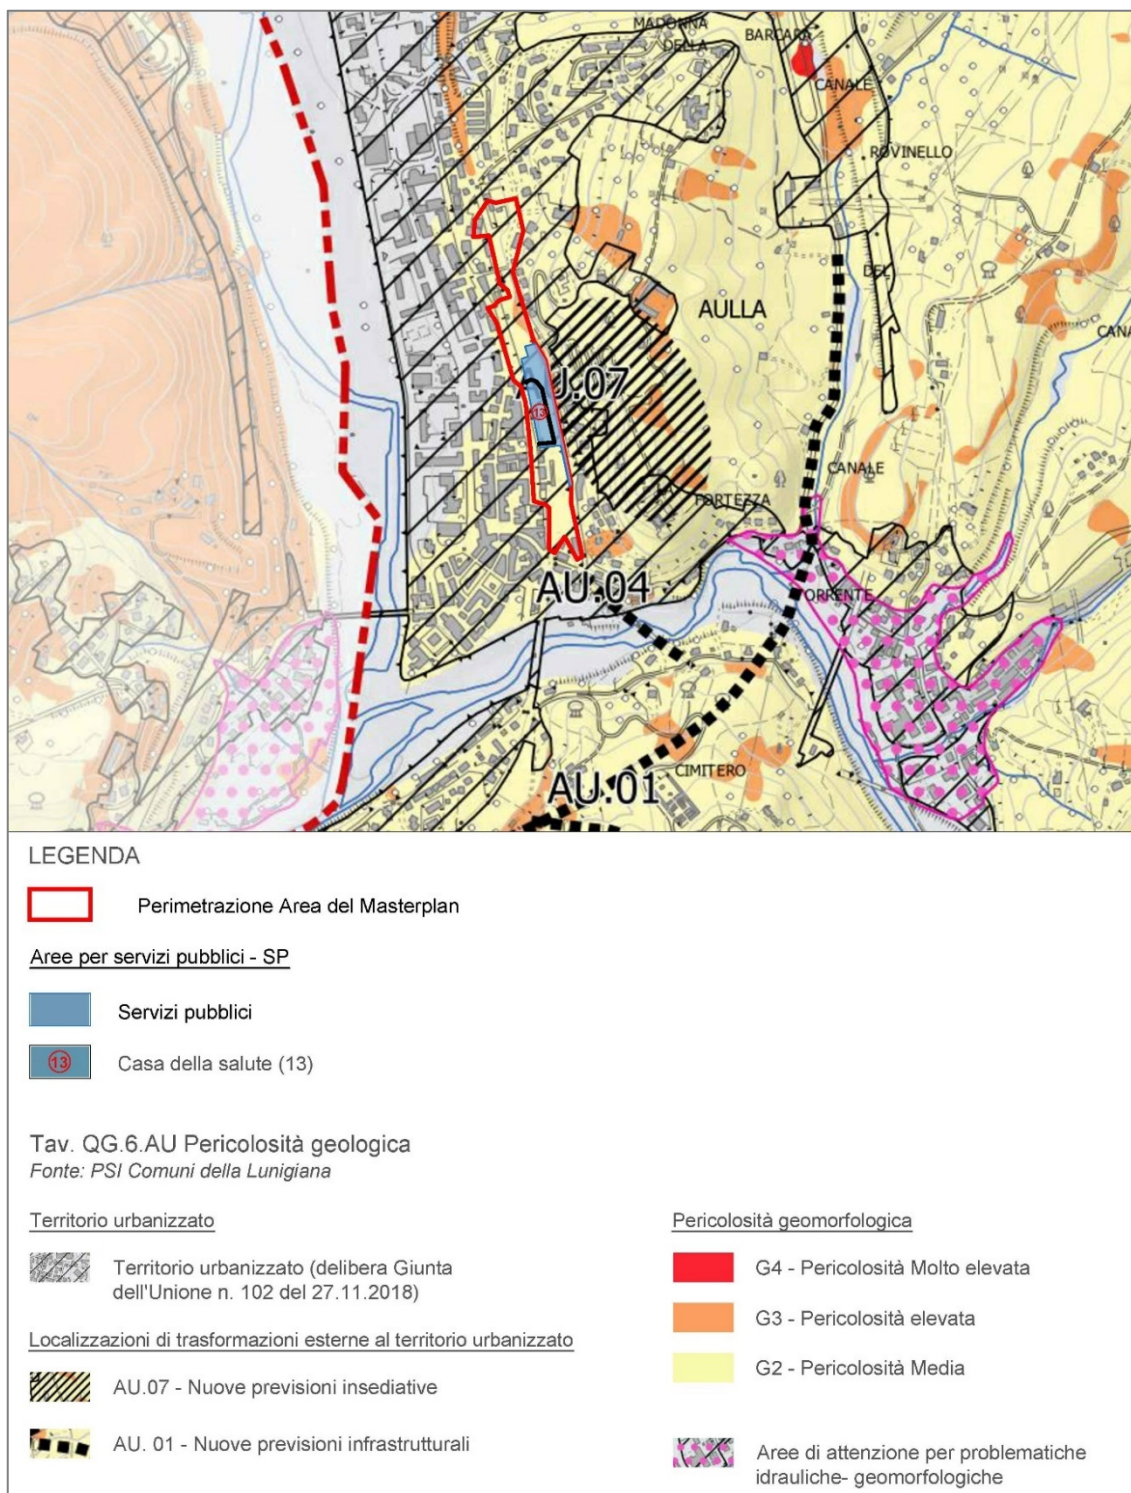 MADONNA
DELLA
BARCARA
CANALE
ROVINELLO
DEL
AULLA
CANA
U.07
13
CANALE
FORTEZZA
AU.04
TORRENTE
CIMITERO
AU.01
LEGENDA
Perimetrazione Area del Masterplan
Aree per servizi pubblici - SP
Servizi pubblici
13 Casa della salute (13)
Tav. QG.6.AU Pericolosità geologica
Fonte: PSI Comuni della Lunigiana
Territorio urbanizzato
Territorio urbanizzato (delibera Giunta
dell'Unione n. 102 del 27.11.2018)
Localizzazioni di trasformazioni esterne al territorio urbanizzato
AU.07 - Nuove previsioni insediative
AU. 01 - Nuove previsioni infrastrutturali
Pericolosità geomorfologica
G4 - Pericolosità Molto elevata
G3 - Pericolosità elevata
G2 - Pericolosità Media
Aree di attenzione per problematiche
idrauliche- geomorfologiche